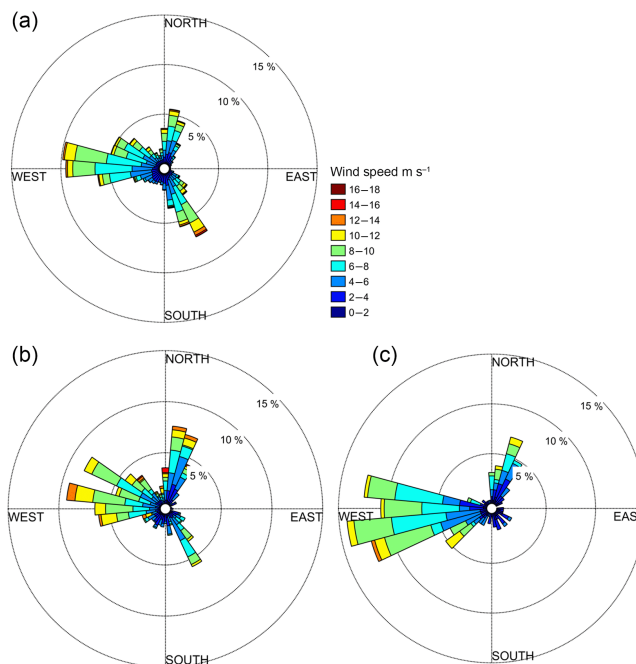 (a)
NORTH
15 %
10 %
5 %
WEST
EAST
SOUTH
Wind speed m s⁻¹
16–18
14–16
12–14
10–12
8–10
6–8
4–6
2–4
0–2
(b)
NORTH
15 %
10 %
5 %
WEST
EAST
SOUTH
(c)
NORTH
15 %
10 %
5 %
WEST
EAS
SOUTH